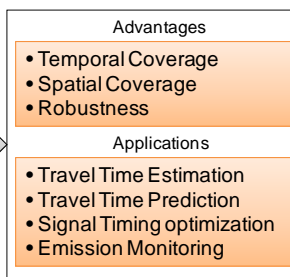 Advantages
• Temporal Coverage
• Spatial Coverage
• Robustness
Applications
• Travel Time Estimation
• Travel Time Prediction
• Signal Timing optimization
• Emission Monitoring